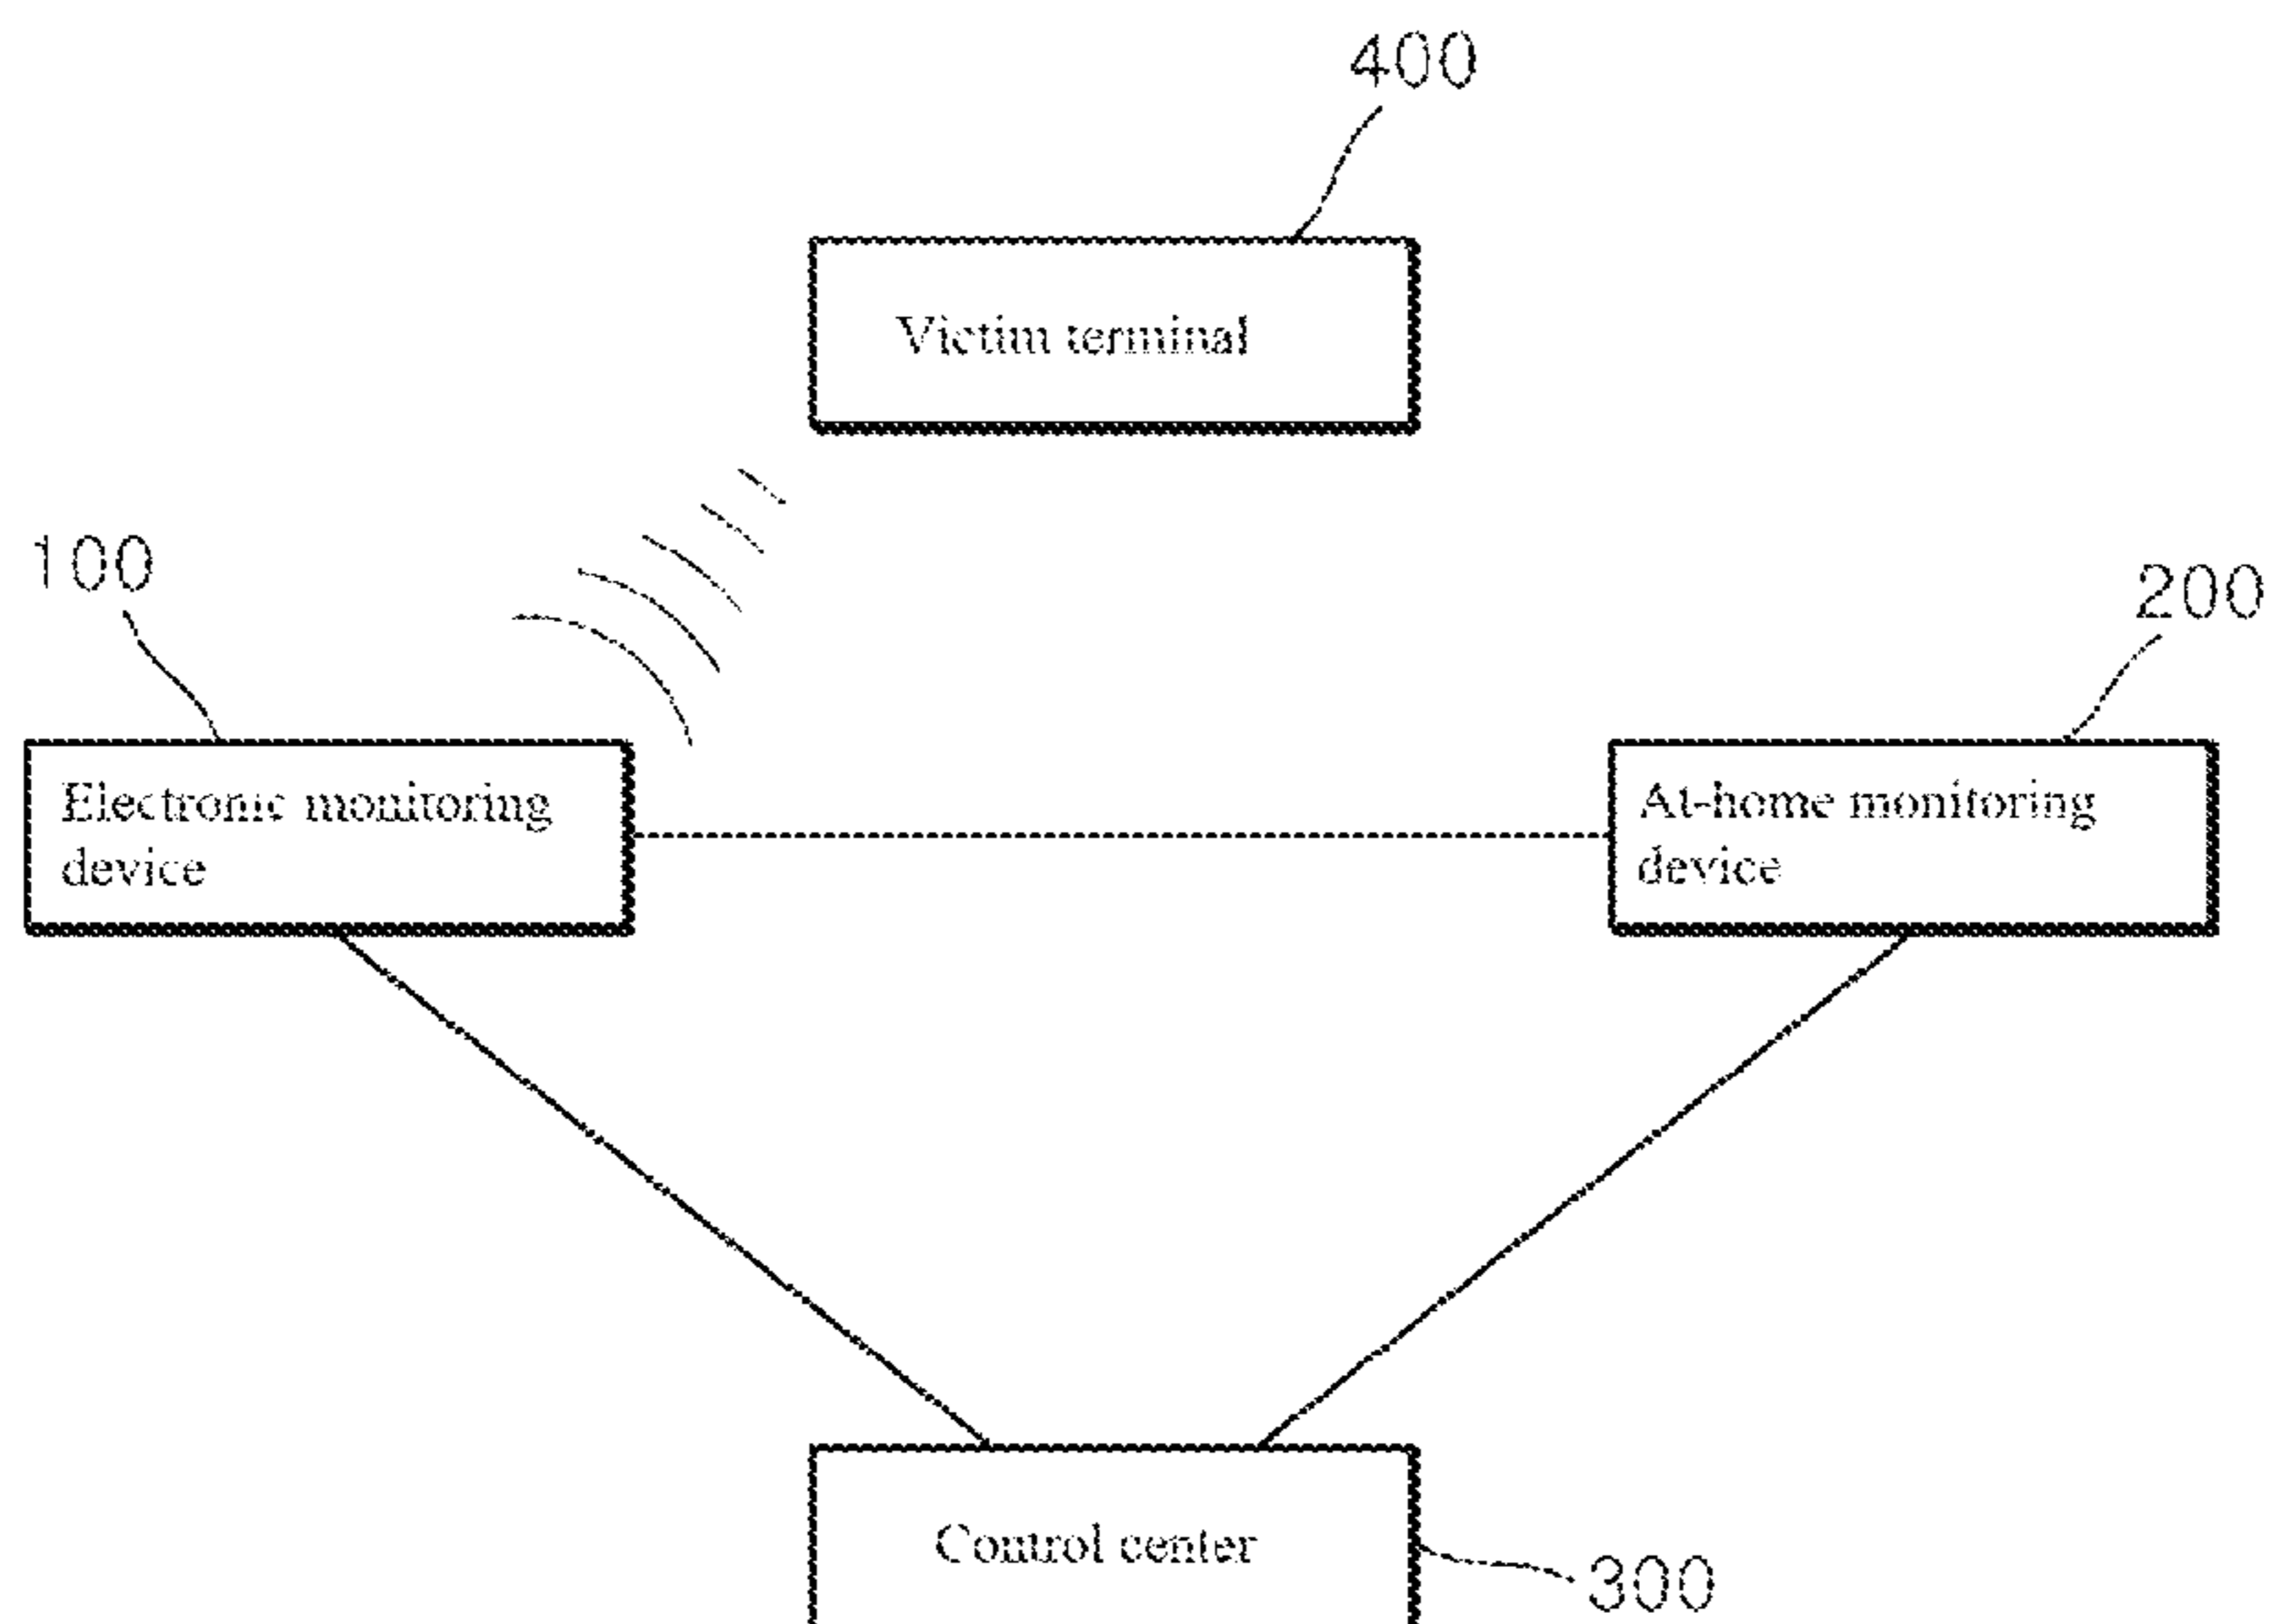 400
Victim terminal
100
200
Electronic monitoring
device
At-home monitoring
device
Control center
300